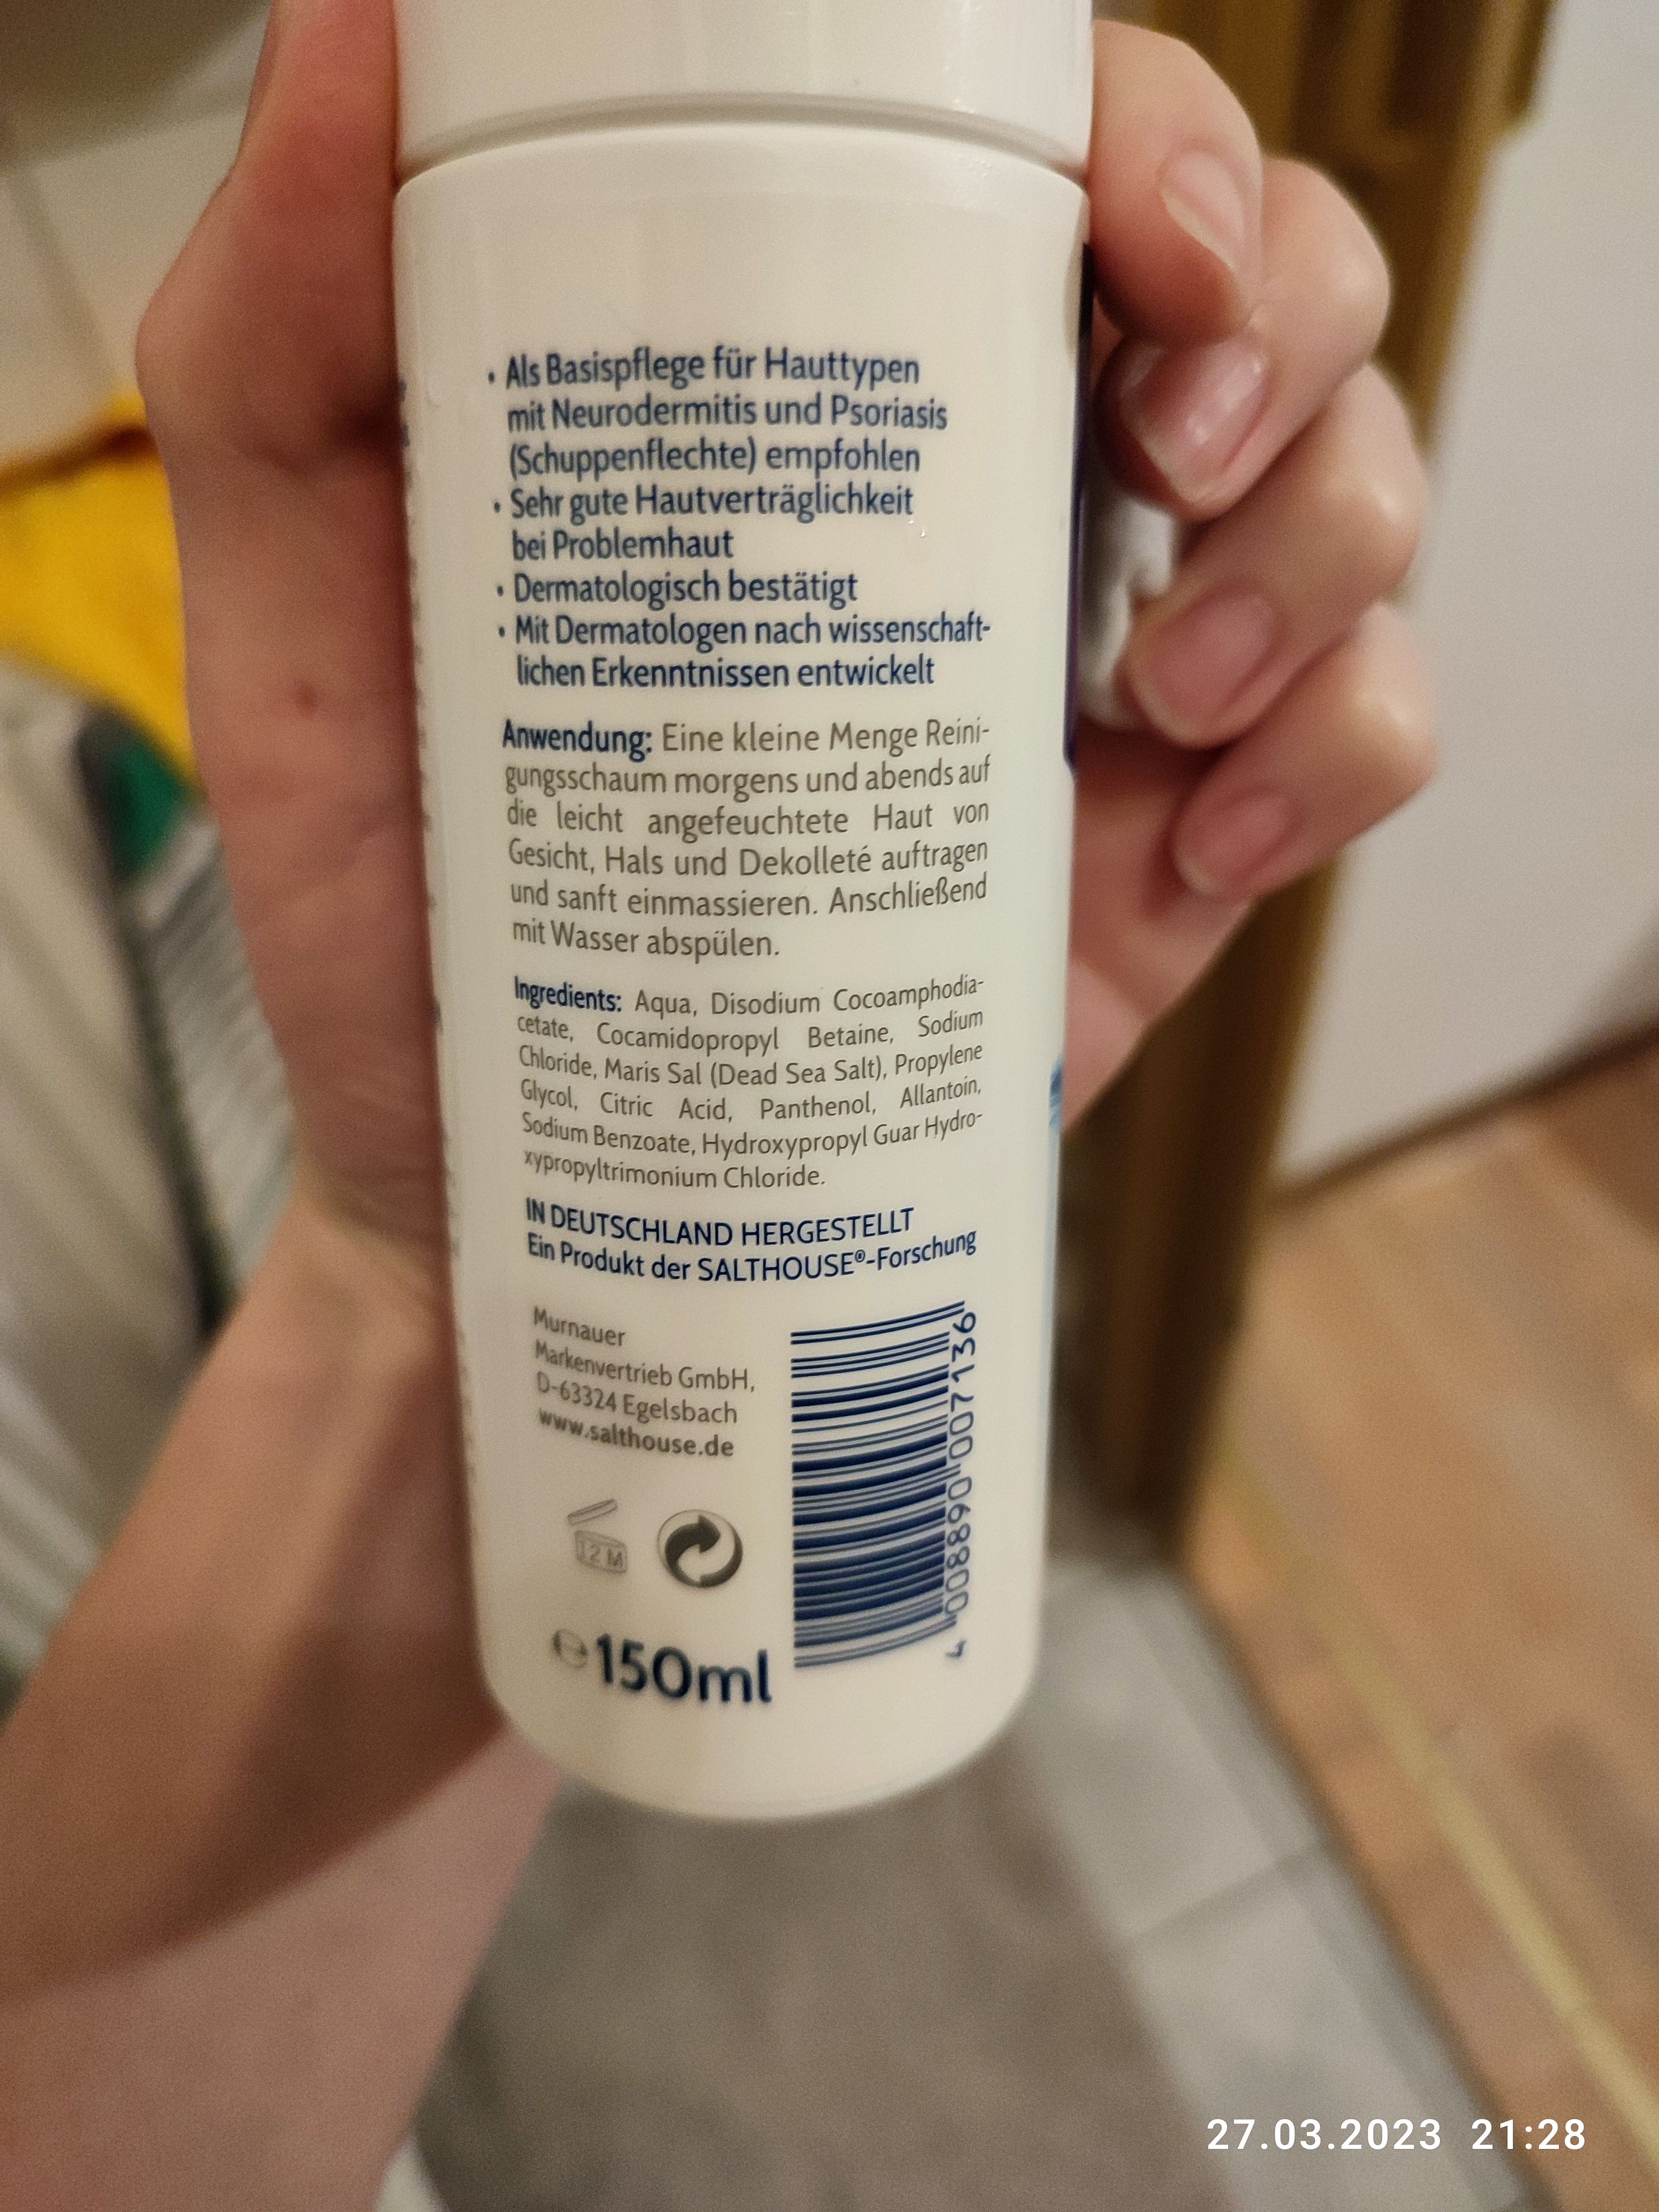 • Als Basispflege für Hauttypen
mit Neurodermitis und Psoriasis
(Schuppenflechte) empfohlen
• Sehr gute Hautverträglichkeit
bei Problemhaut
• Dermatologisch bestätigt
• Mit Dermatologen nach wissenschaft-
lichen Erkenntnissen entwickelt
Anwendung: Eine kleine Menge Reini-
gungsschaum morgens und abends auf
die leicht angefeuchtete Haut von
Gesicht, Hals und Dekolleté auftragen
und sanft einmassieren. Anschließend
mit Wasser abspülen.
Ingredients: Aqua, Disodium Cocoamphodia-
cetate, Cocamidopropyl Betaine, Sodium
Chloride, Maris Sal (Dead Sea Salt), Propylene
Glycol, Citric Acid, Panthenol, Allantoin,
Sodium Benzoate, Hydroxypropyl Guar Hydro-
xypropyltrimonium Chloride.
IN DEUTSCHLAND HERGESTELLT
Ein Produkt der SALTHOUSE®-Forschung
Murnauer
Markenvertrieb GmbH,
D-63324 Egelsbach
www.salthouse.de
12 M
℮ 150ml
4 008890 007136
27.03.2023 21:28